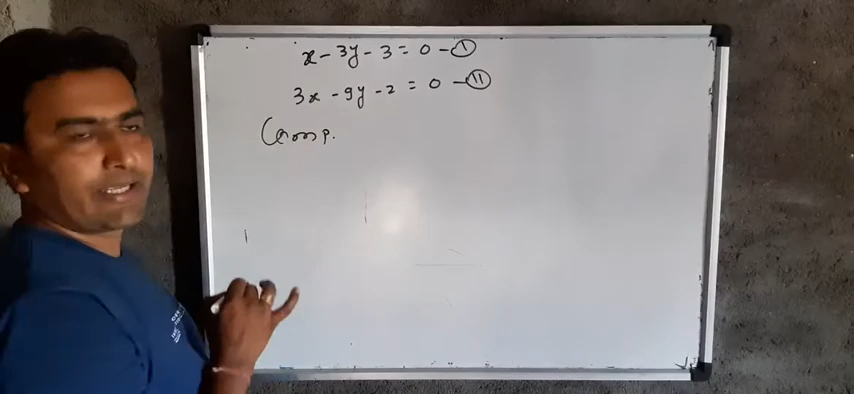 x - 3y - 3 = 0 - I
3x - 9y - 2 = 0 - II
Comp.